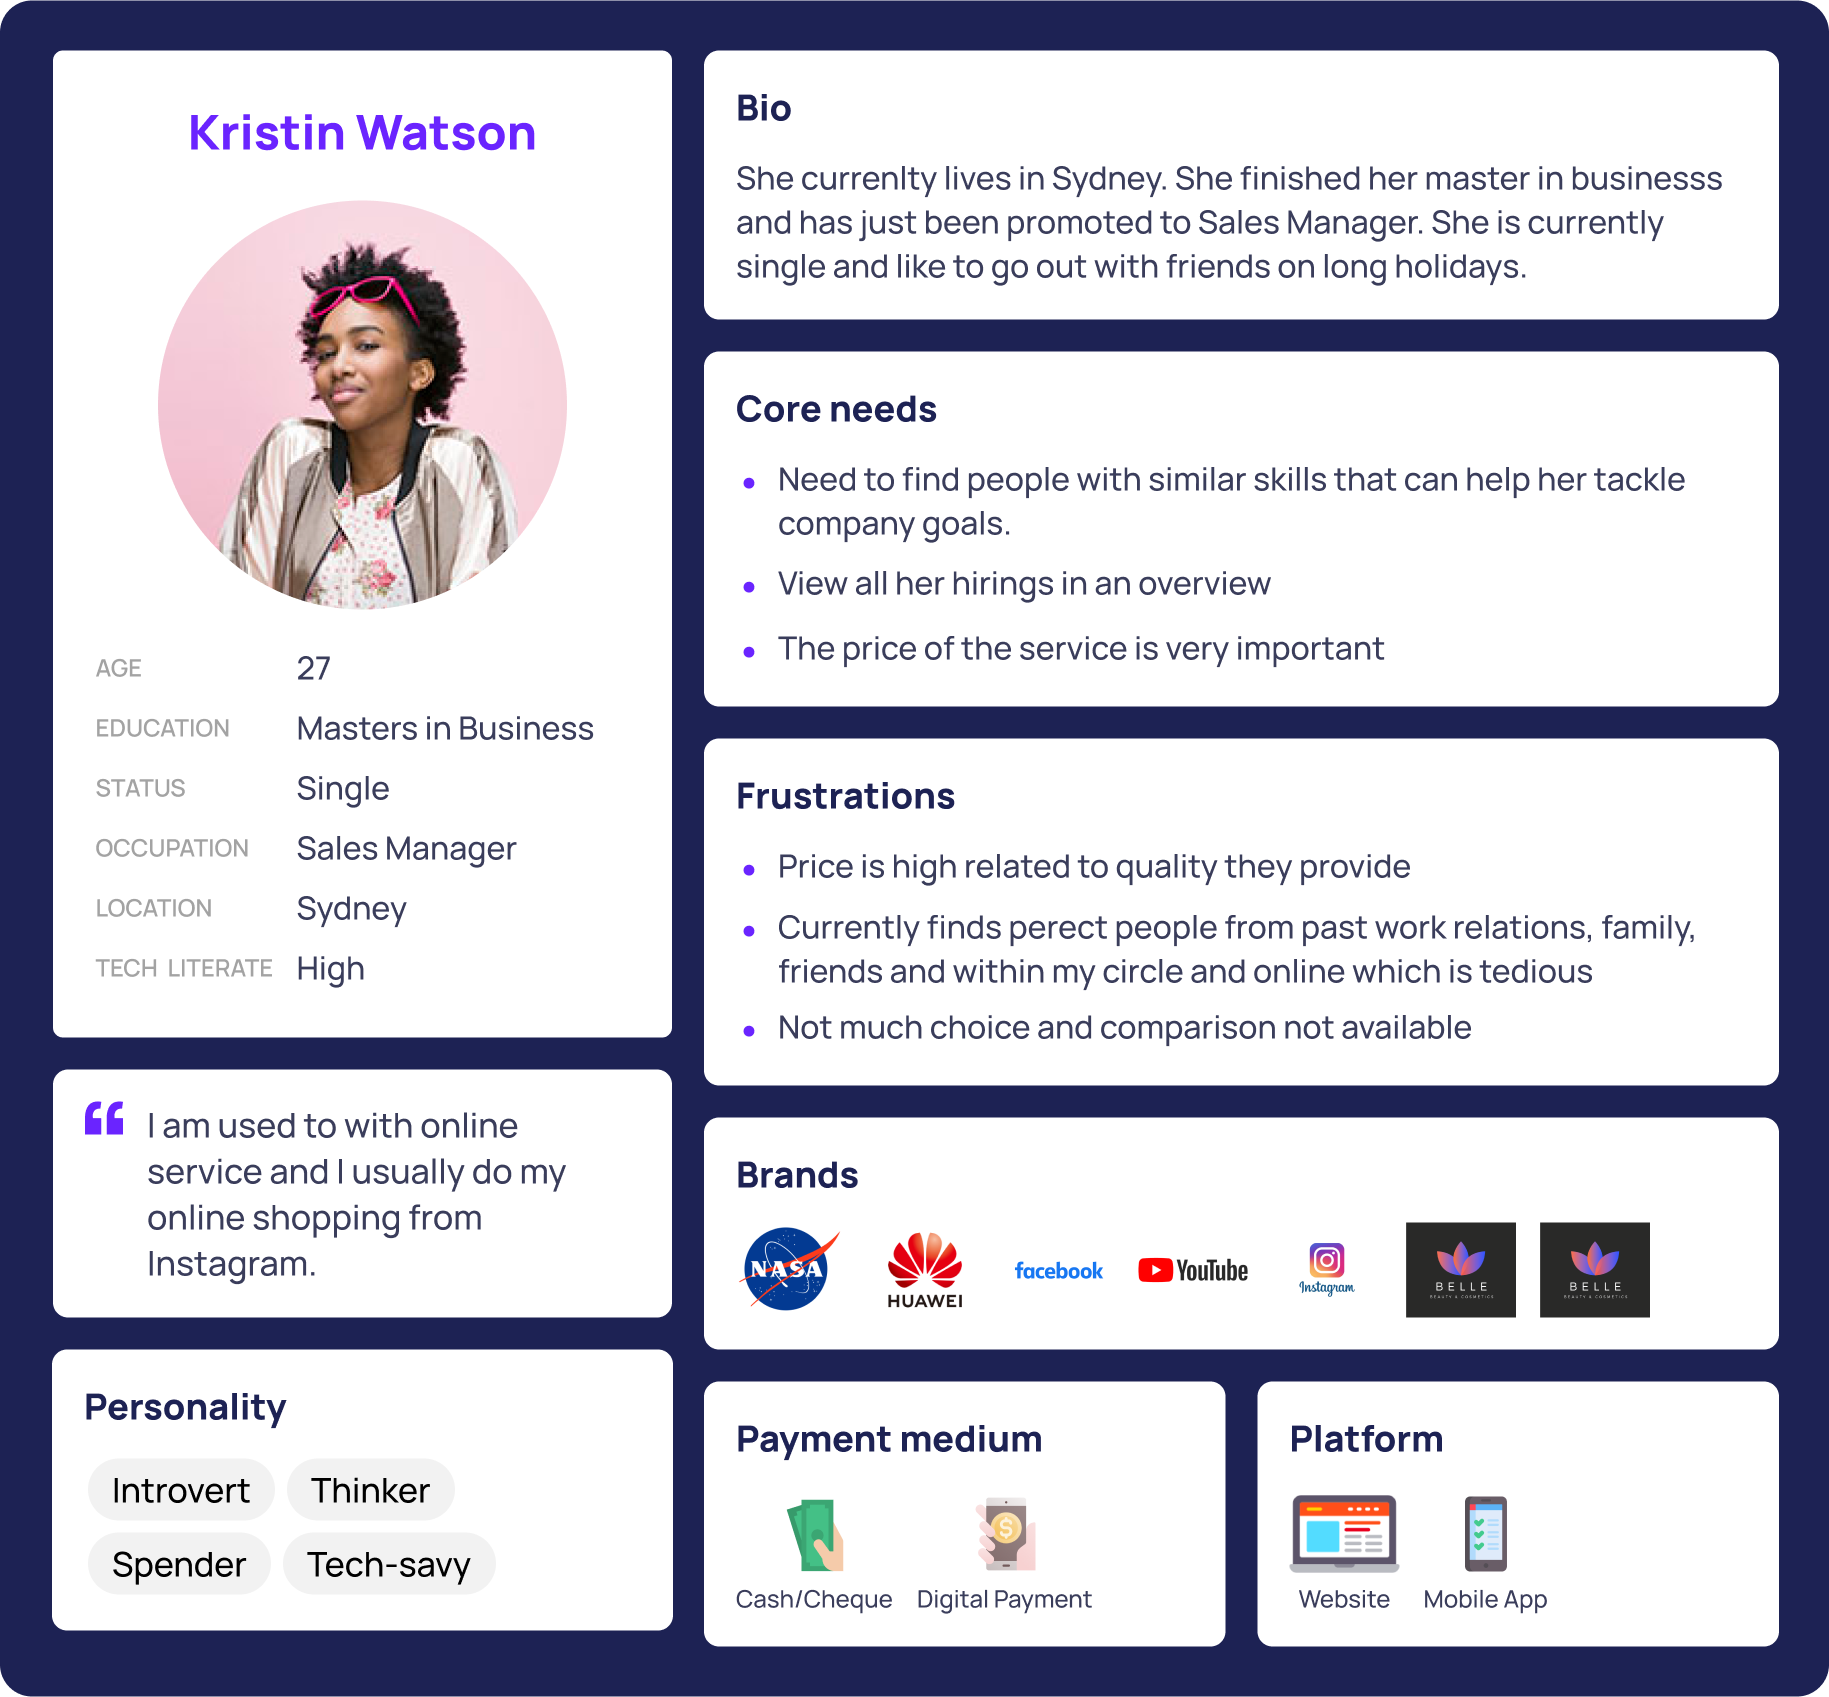 Kristin Watson
AGE 27
EDUCATION Masters in Business
STATUS Single
OCCUPATION Sales Manager
LOCATION Sydney
TECH LITERATE High
“ I am used to with online
service and I usually do my
online shopping from
Instagram.
Personality
Introvert Thinker
Spender Tech-savy
Bio
She currenlty lives in Sydney. She finished her master in businesss
and has just been promoted to Sales Manager. She is currently
single and like to go out with friends on long holidays.
Core needs
• Need to find people with similar skills that can help her tackle
company goals.
• View all her hirings in an overview
• The price of the service is very important
Frustrations
• Price is high related to quality they provide
• Currently finds perect people from past work relations, family,
friends and within my circle and online which is tedious
• Not much choice and comparison not available
Brands
NASA
HUAWEI
facebook
YouTube
Instagram
BELLE
BEAUTY & COSMETICS
BELLE
BEAUTY & COSMETICS
Payment medium
Cash/Cheque Digital Payment
Platform
Website Mobile App